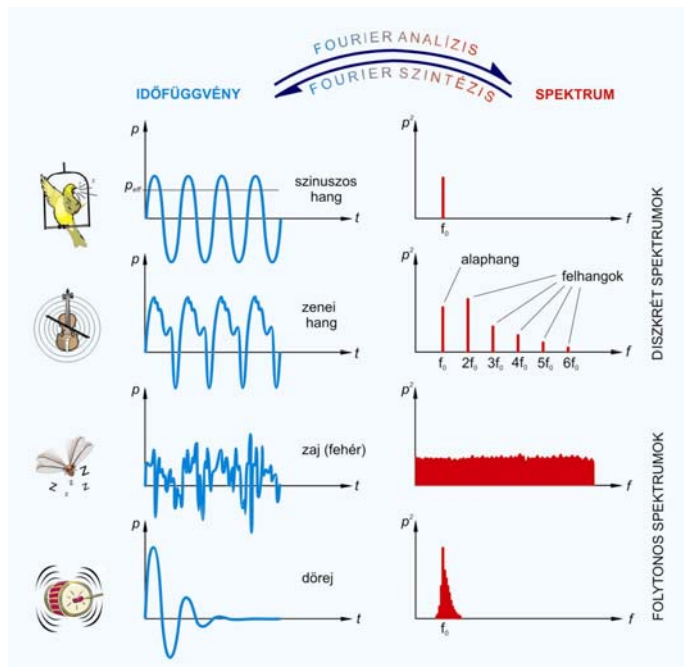 FOURIER ANALÍZIS
FOURIER SZINTÉZIS
IDŐFÜGGVÉNY
SPEKTRUM
p
p_eff
szinuszos
hang
t
p²
f₀
f
p
zenei
hang
t
p²
alaphang
felhangok
f₀ 2f₀ 3f₀ 4f₀ 5f₀ 6f₀
f
DISZKRÉT SPEKTRUMOK
p
z z z z z
zaj (fehér)
t
p²
f
p
dörej
t
p²
f₀
f
FOLYTONOS SPEKTRUMOK